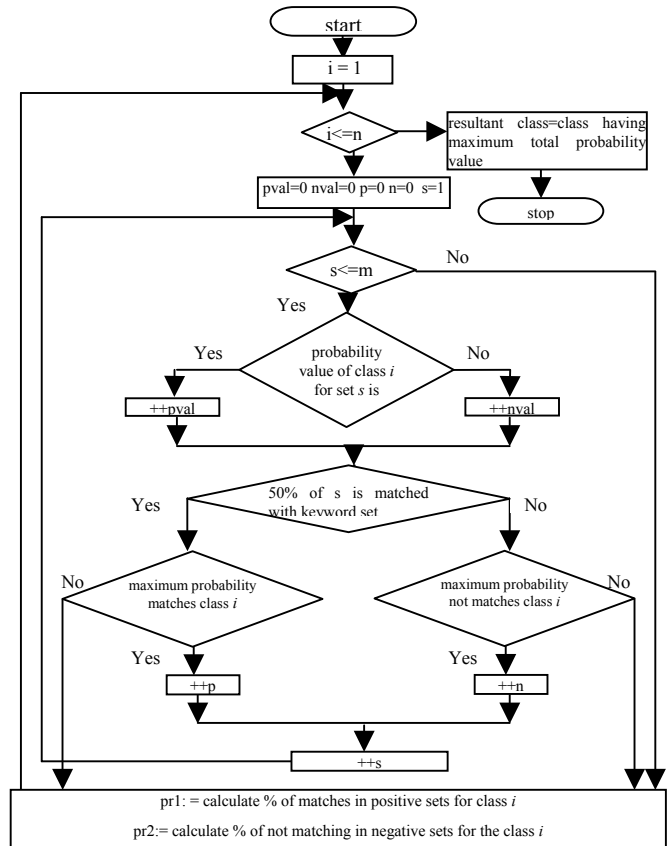 start
i = 1
i<=n
resultant class=class having
maximum total probability
value
pval=0 nval=0 p=0 n=0 s=1
stop
s<=m
No
Yes
Yes
probability
value of class i
for set s is
No
++pval
++nval
Yes
50% of s is matched
with keyword set
No
No
maximum probability
matches class i
maximum probability
not matches class i
No
Yes
Yes
++p
++n
++s
pr1: = calculate % of matches in positive sets for class i
pr2:= calculate % of not matching in negative sets for the class i